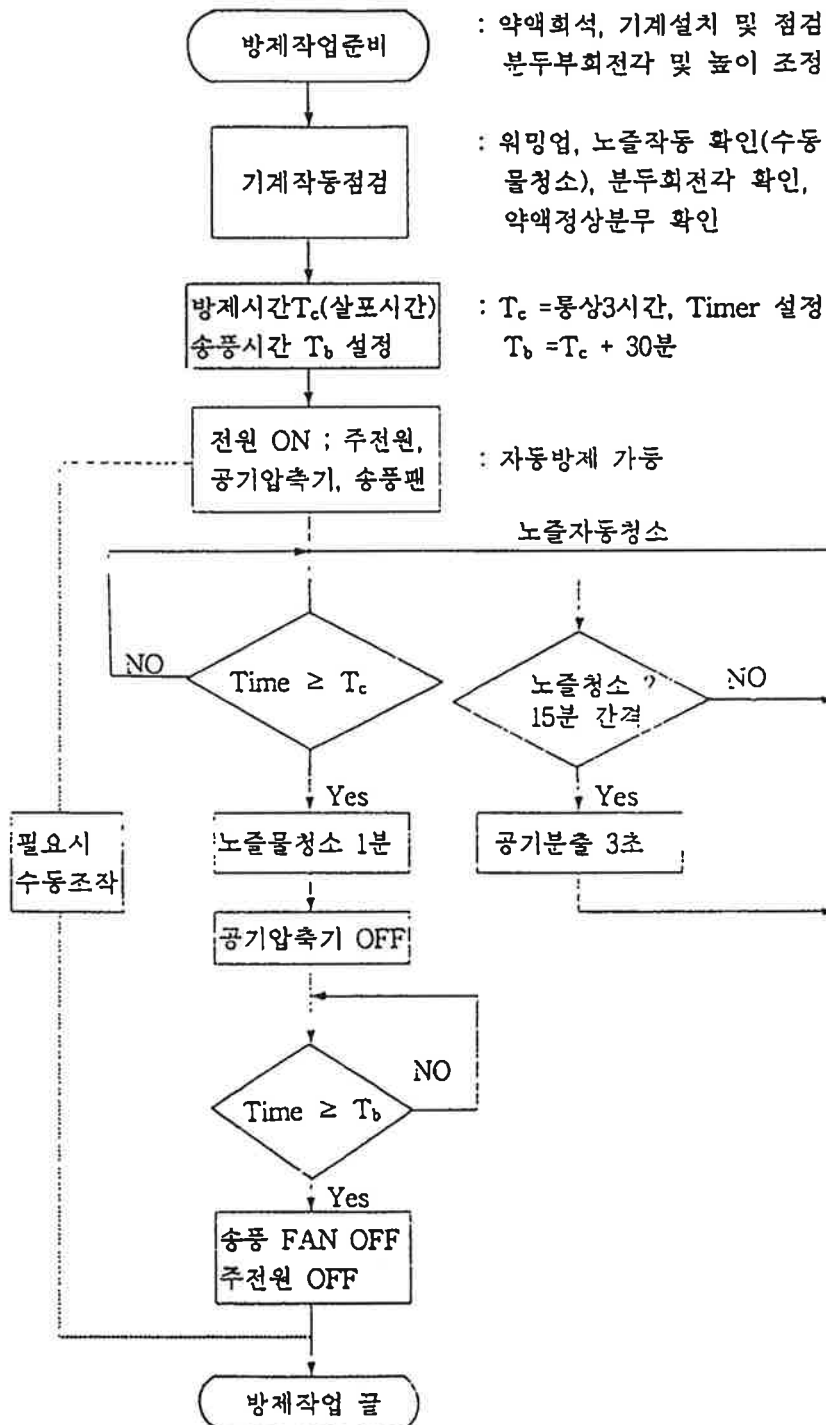 방제작업준비
: 약액희석, 기계설치 및 점검
분두부회전각 및 높이 조정
기계작동점검
: 워밍업, 노즐작동 확인(수동
물청소), 분두회전각 확인,
약액정상분무 확인
방제시간Tc(살포시간)
송풍시간 Tb 설정
: Tc =통상3시간, Timer 설정
Tb =Tc + 30분
전원 ON ; 주전원,
공기압축기, 송풍팬
: 자동방제 가동
노즐자동청소
NO
Time ≥ Tc
노즐청소 ?
15분 간격
NO
Yes
Yes
필요시
수동조작
노즐물청소 1분
공기분출 3초
공기압축기 OFF
NO
Time ≥ Tb
Yes
송풍 FAN OFF
주전원 OFF
방제작업 끝